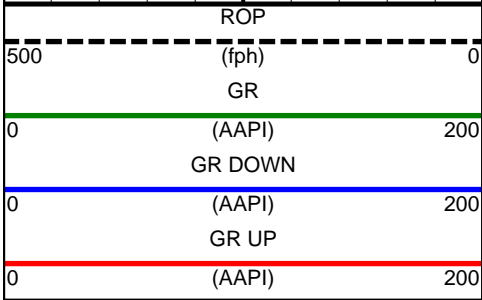 ROP
500 (fph) 0
GR
0 (AAPI) 200
GR DOWN
0 (AAPI) 200
GR UP
0 (AAPI) 200